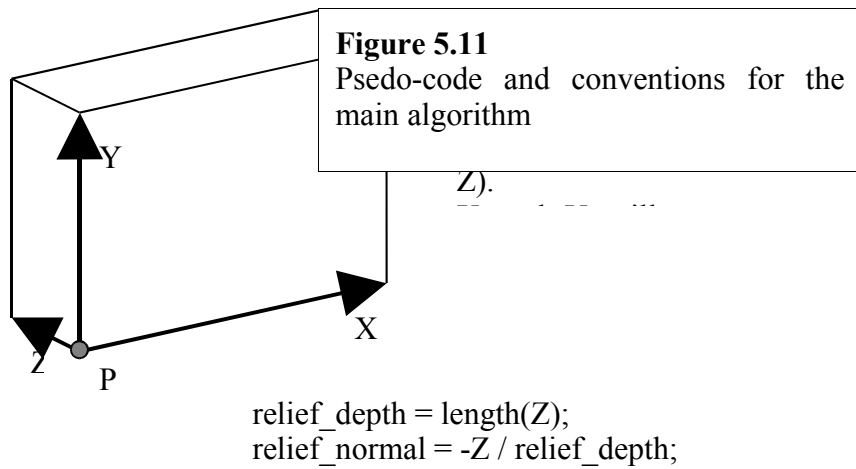 Figure 5.11
Psedo-code and conventions for the
main algorithm
Z).
Y
X
Z
P
relief_depth = length(Z);
relief_normal = -Z / relief_depth;